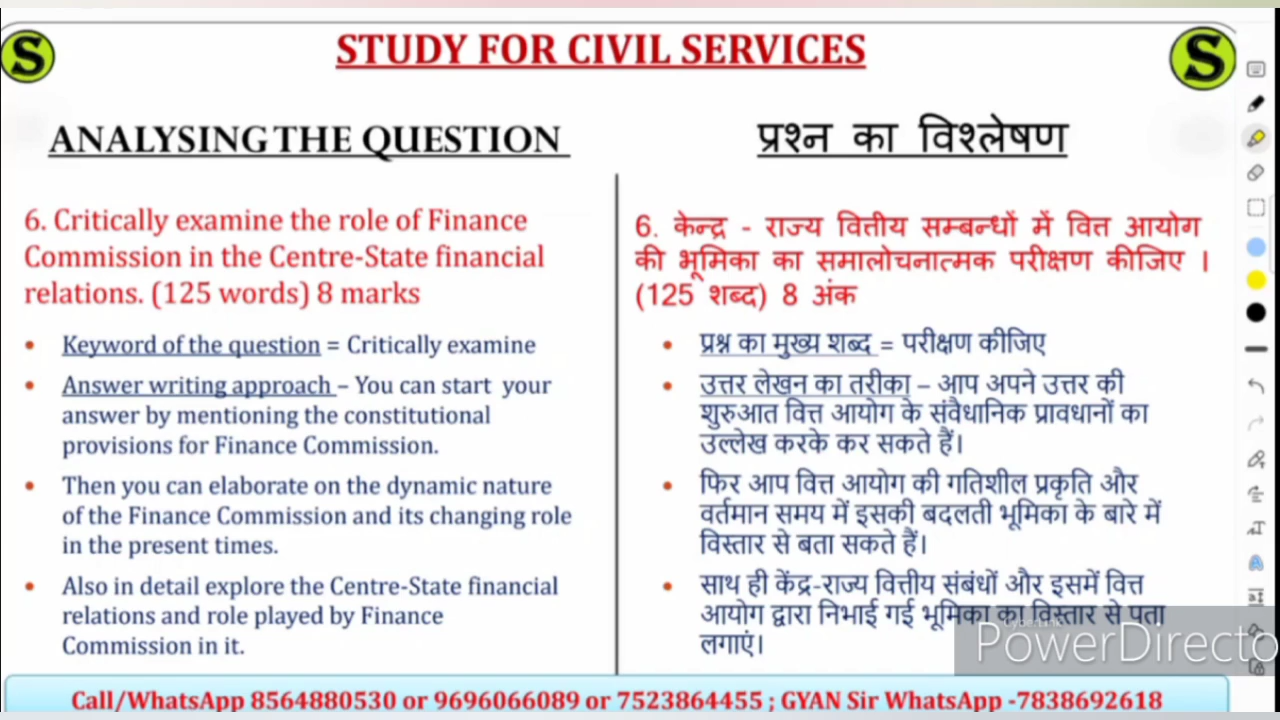 S
STUDY FOR CIVIL SERVICES
S
ANALYSING THE QUESTION
6. Critically examine the role of Finance
Commission in the Centre-State financial
relations. (125 words) 8 marks
• Keyword of the question = Critically examine
• Answer writing approach – You can start your
answer by mentioning the constitutional
provisions for Finance Commission.
• Then you can elaborate on the dynamic nature
of the Finance Commission and its changing role
in the present times.
• Also in detail explore the Centre-State financial
relations and role played by Finance
Commission in it.
प्रश्न का विश्लेषण
6. केन्द्र - राज्य वित्तीय सम्बन्धों में वित्त आयोग
की भूमिका का समालोचनात्मक परीक्षण कीजिए ।
(125 शब्द) 8 अंक
• प्रश्न का मुख्य शब्द = परीक्षण कीजिए
• उत्तर लेखन का तरीका – आप अपने उत्तर की
शुरुआत वित्त आयोग के संवैधानिक प्रावधानों का
उल्लेख करके कर सकते हैं।
• फिर आप वित्त आयोग की गतिशील प्रकृति और
वर्तमान समय में इसकी बदलती भूमिका के बारे में
विस्तार से बता सकते हैं।
• साथ ही केंद्र-राज्य वित्तीय संबंधों और इसमें वित्त
आयोग द्वारा निभाई गई भूमिका का विस्तार से पता
लगाएं।
CyberLink
PowerDirecto
Call/WhatsApp 8564880530 or 9696066089 or 7523864455 ; GYAN Sir WhatsApp -7838692618